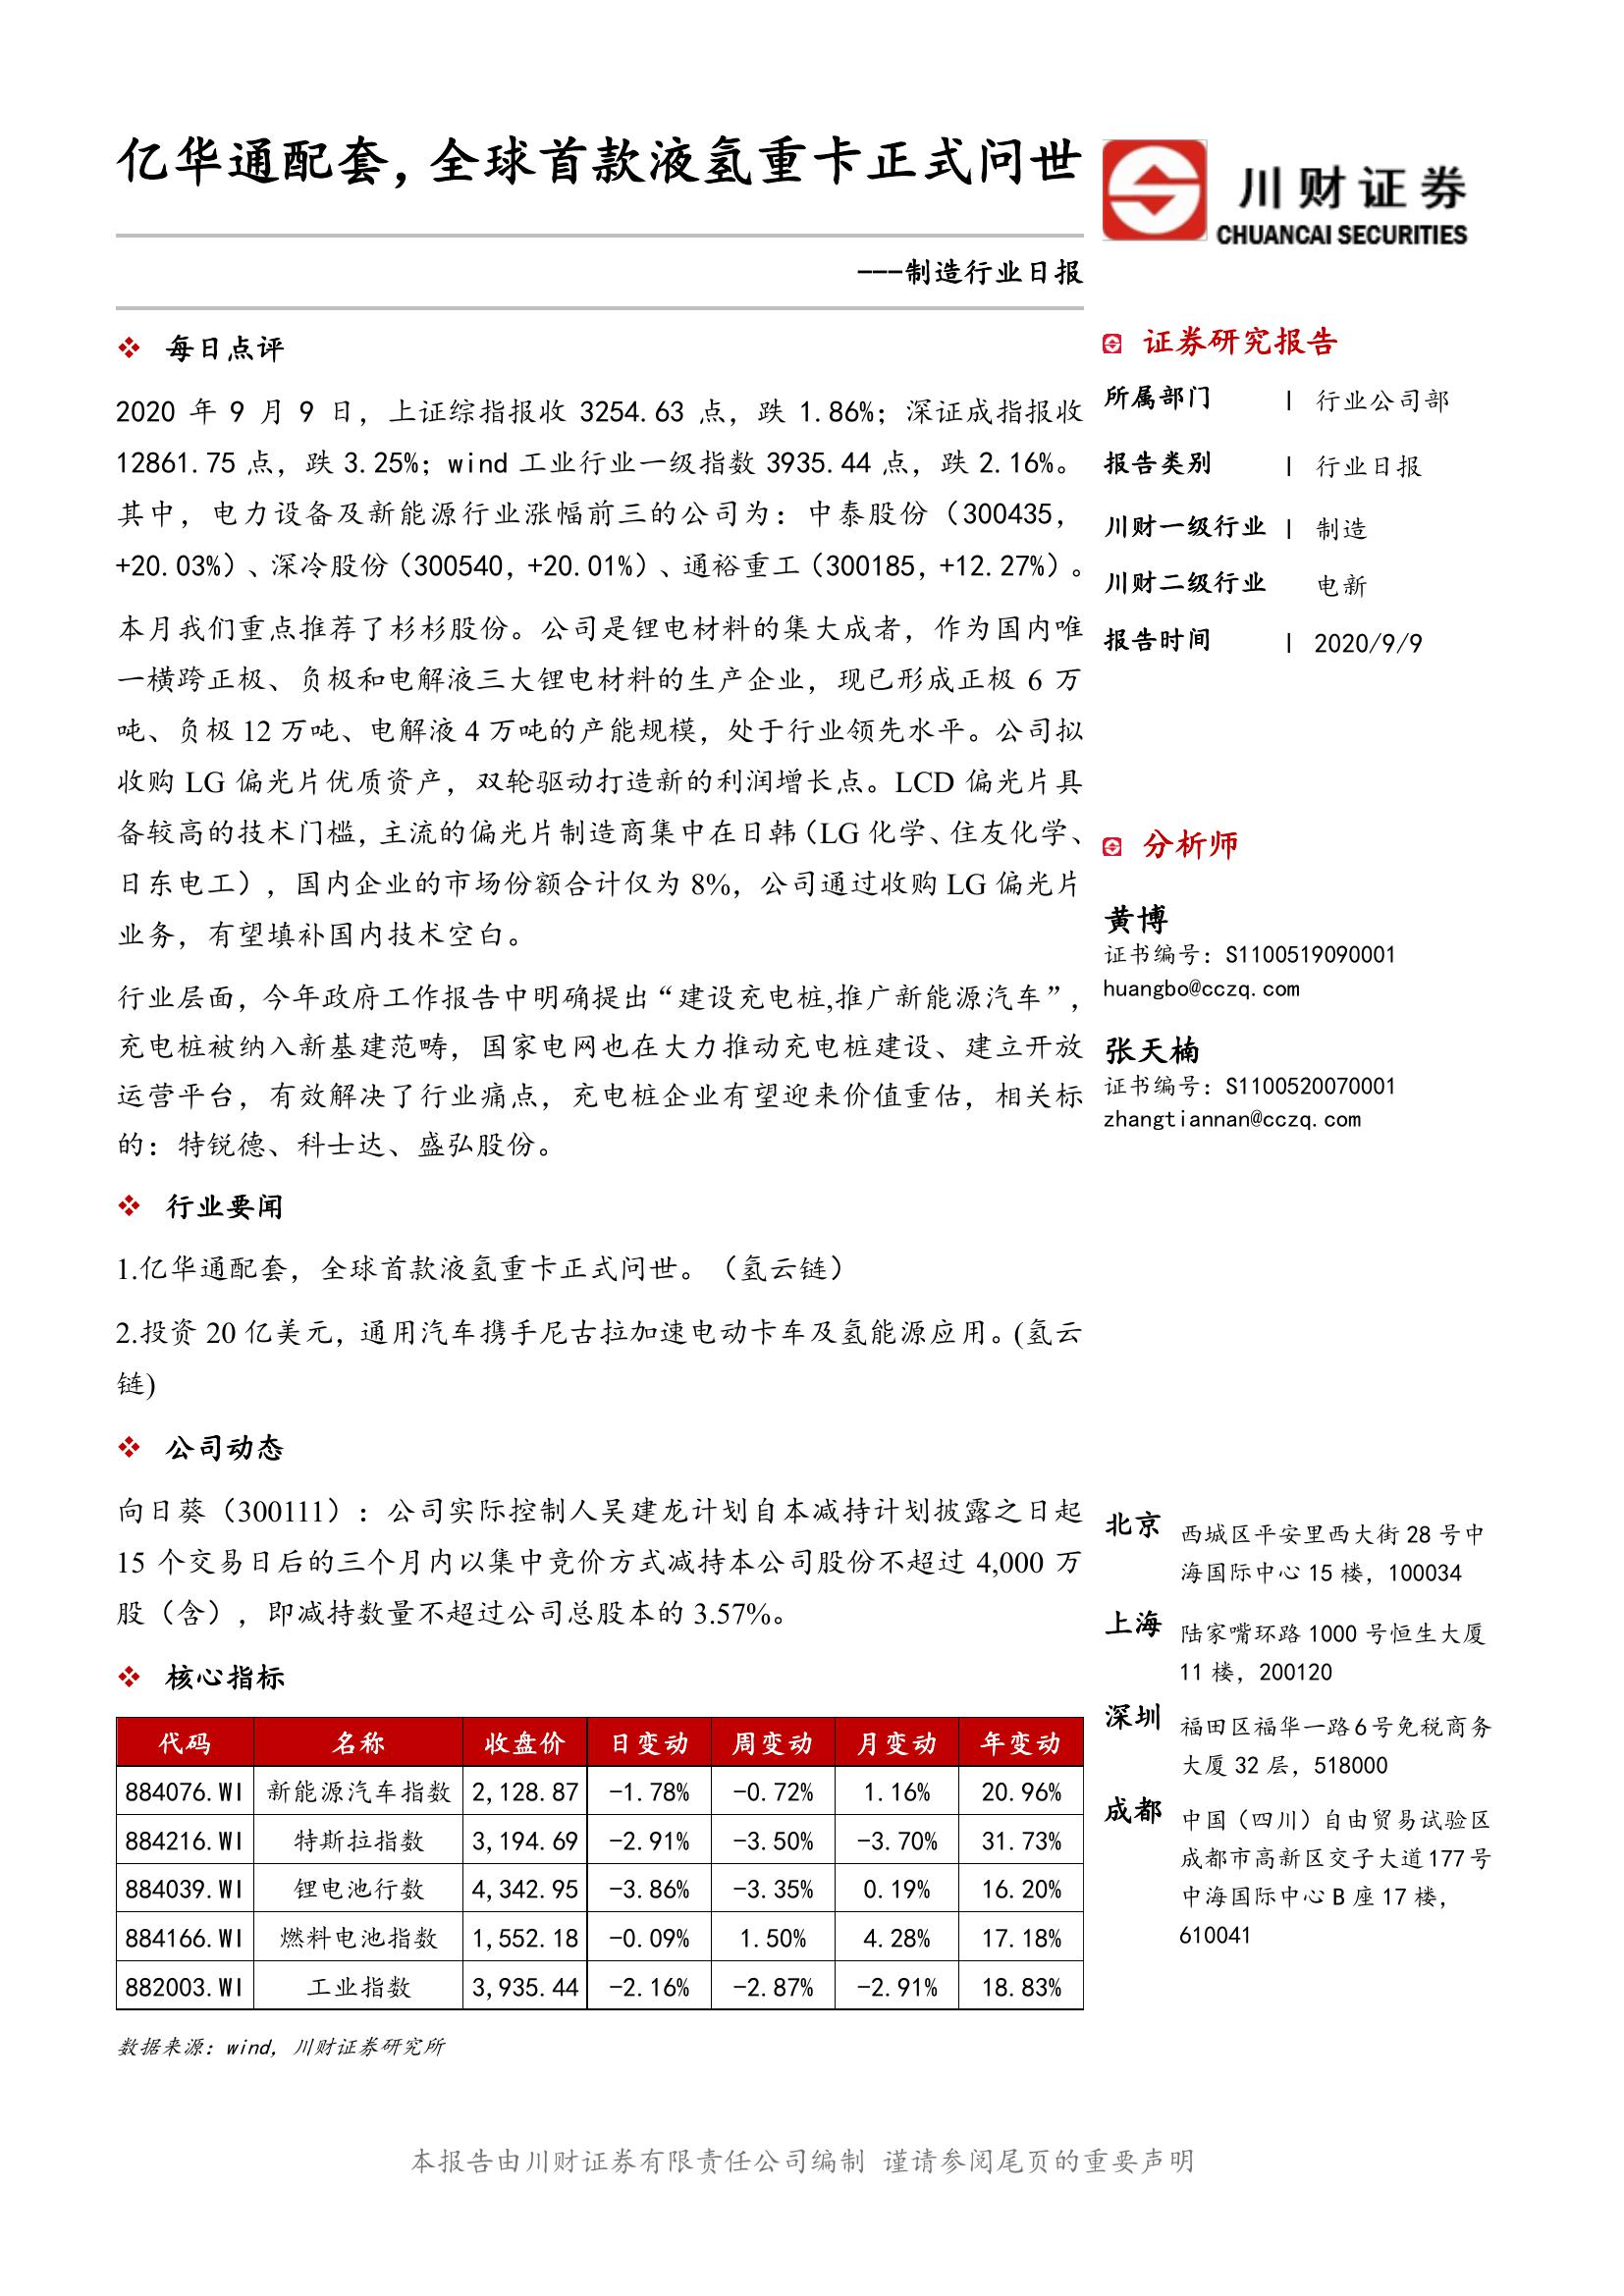 亿华通配套，全球首款液氢重卡正式问世
---制造行业日报
每日点评
2020 年 9 月 9 日，上证综指报收 3254.63 点，跌 1.86%；深证成指报收
12861.75 点，跌 3.25%；wind 工业行业一级指数 3935.44 点，跌 2.16%。
其中，电力设备及新能源行业涨幅前三的公司为：中泰股份（300435，
+20.03%）、深冷股份（300540，+20.01%）、通裕重工（300185，+12.27%）。
本月我们重点推荐了杉杉股份。公司是锂电材料的集大成者，作为国内唯
一横跨正极、负极和电解液三大锂电材料的生产企业，现已形成正极 6 万
吨、负极 12 万吨、电解液 4 万吨的产能规模，处于行业领先水平。公司拟
收购 LG 偏光片优质资产，双轮驱动打造新的利润增长点。LCD 偏光片具
备较高的技术门槛，主流的偏光片制造商集中在日韩（LG 化学、住友化学、
日东电工），国内企业的市场份额合计仅为 8%，公司通过收购 LG 偏光片
业务，有望填补国内技术空白。
行业层面，今年政府工作报告中明确提出“建设充电桩,推广新能源汽车”，
充电桩被纳入新基建范畴，国家电网也在大力推动充电桩建设、建立开放
运营平台，有效解决了行业痛点，充电桩企业有望迎来价值重估，相关标
的：特锐德、科士达、盛弘股份。
行业要闻
1.亿华通配套，全球首款液氢重卡正式问世。（氢云链）
2.投资 20 亿美元，通用汽车携手尼古拉加速电动卡车及氢能源应用。(氢云
链)
公司动态
向日葵（300111）：公司实际控制人吴建龙计划自本减持计划披露之日起
15 个交易日后的三个月内以集中竞价方式减持本公司股份不超过 4,000 万
股（含），即减持数量不超过公司总股本的 3.57%。
核心指标
代码 名称 收盘价 日变动 周变动 月变动 年变动
884076.WI 新能源汽车指数 2,128.87 -1.78% -0.72% 1.16% 20.96%
884216.WI 特斯拉指数 3,194.69 -2.91% -3.50% -3.70% 31.73%
884039.WI 锂电池行数 4,342.95 -3.86% -3.35% 0.19% 16.20%
884166.WI 燃料电池指数 1,552.18 -0.09% 1.50% 4.28% 17.18%
882003.WI 工业指数 3,935.44 -2.16% -2.87% -2.91% 18.83%
数据来源：wind，川财证券研究所
川财证券
CHUANCAI SECURITIES
证券研究报告
所属部门 | 行业公司部
报告类别 | 行业日报
川财一级行业 | 制造
川财二级行业 电新
报告时间 | 2020/9/9
分析师
黄博
证书编号：S1100519090001
huangbo@cczq.com
张天楠
证书编号：S1100520070001
zhangtiannan@cczq.com
北京 西城区平安里西大街 28 号中
海国际中心 15 楼，100034
上海 陆家嘴环路 1000 号恒生大厦
11 楼，200120
深圳 福田区福华一路 6 号免税商务
大厦 32 层，518000
成都 中国（四川）自由贸易试验区
成都市高新区交子大道 177 号
中海国际中心 B 座 17 楼，
610041
本报告由川财证券有限责任公司编制 谨请参阅尾页的重要声明